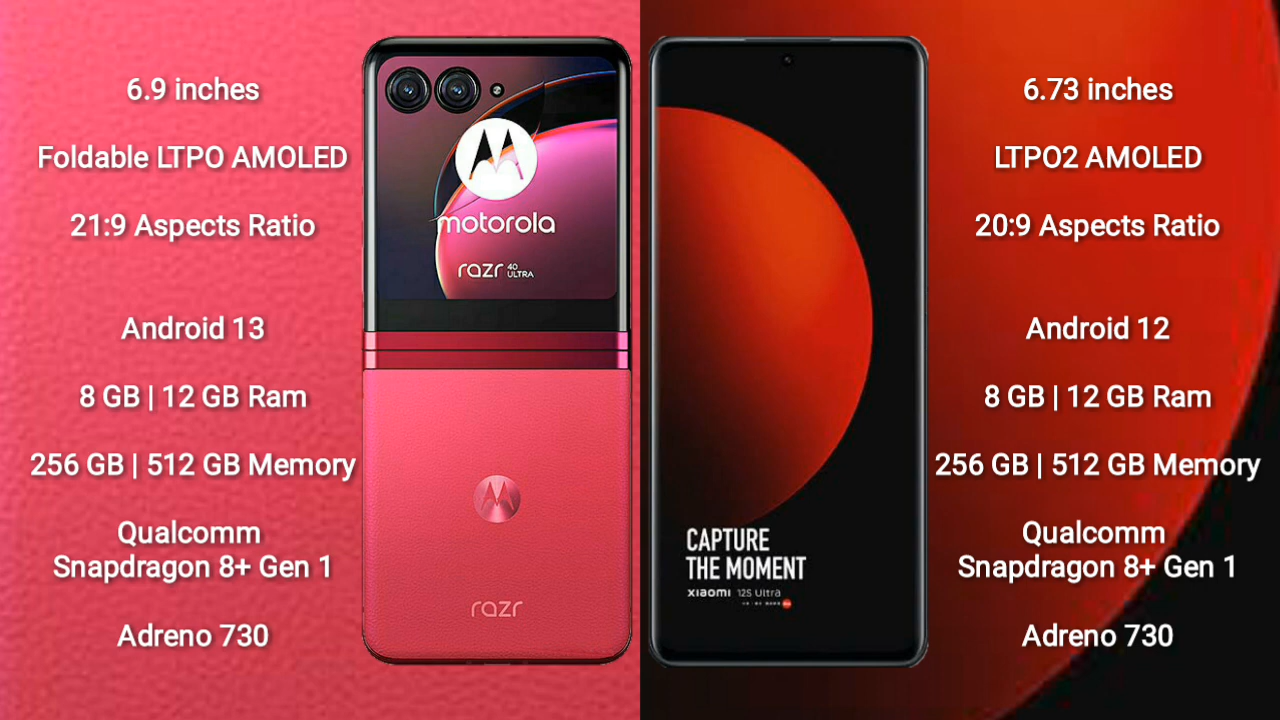 6.9 inches
Foldable LTPO AMOLED
21:9 Aspects Ratio
Android 13
8 GB | 12 GB Ram
256 GB | 512 GB Memory
Qualcomm
Snapdragon 8+ Gen 1
Adreno 730
motorola
razr 40
ULTRA
razr
CAPTURE
THE MOMENT
XIAOMI 12S Ultra
6.73 inches
LTPO2 AMOLED
20:9 Aspects Ratio
Android 12
8 GB | 12 GB Ram
256 GB | 512 GB Memory
Qualcomm
Snapdragon 8+ Gen 1
Adreno 730